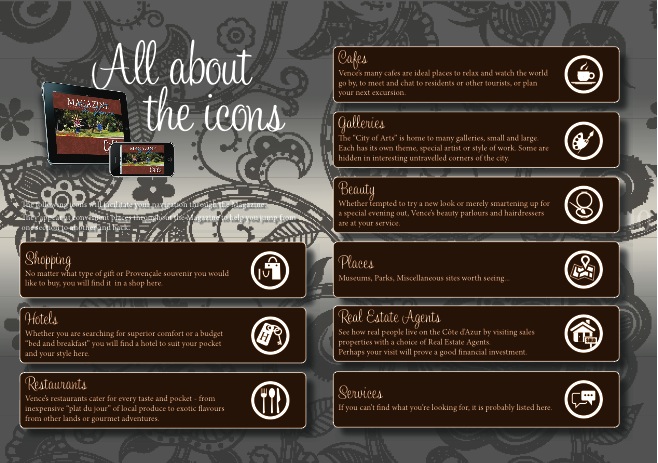 All about
the icons
MAGAZINE
MAGAZINE
The following icons will facilitate your navigation through the Magazine.
They appear at convenient places throughout the Magazine to help you jump from
one section to another and back.
Shopping
No matter what type of gift or Provençale souvenir you would
like to buy, you will find it in a shop here.
Hotels
Whether you are searching for superior comfort or a budget
"bed and breakfast" you will find a hotel to suit your pocket
and your style here.
Restaurants
Vence's restaurants cater for every taste and pocket - from
inexpensive "plat du jour" of local produce to exotic flavours
from other lands or gourmet adventures.
Cafes
Vence's many cafes are ideal places to relax and watch the world
go by, to meet and chat to residents or other tourists, or plan
your next excursion.
Galleries
The "City of Arts" is home to many galleries, small and large.
Each has its own theme, special artist or style of work. Some are
hidden in interesting untravelled corners of the city.
Beauty
Whether tempted to try a new look or merely smartening up for
a special evening out, Vence's beauty parlours and hairdressers
are at your service.
Places
Museums, Parks, Miscellaneous sites worth seeing...
Real Estate Agents
See how real people live on the Côte d'Azur by visiting sales
properties with a choice of Real Estate Agents.
Perhaps your visit will prove a good financial investment.
Services
If you can't find what you're looking for, it is probably listed here.